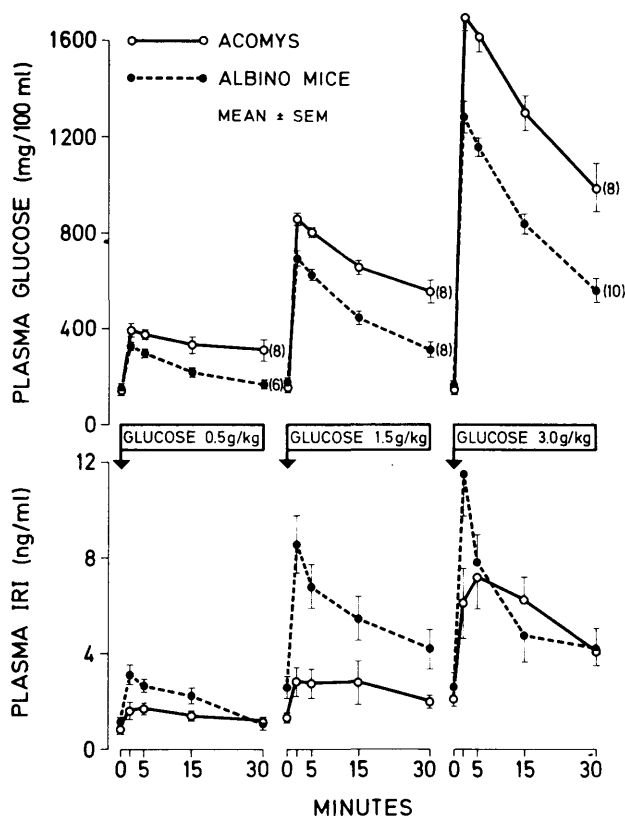 ACOMYS
ALBINO MICE
MEAN ± SEM
PLASMA GLUCOSE (mg/100 ml)
1600
1200
800
400
0
(8)
(6)
(8)
(8)
(8)
(10)
GLUCOSE 0.5g/kg
GLUCOSE 1.5g/kg
GLUCOSE 3.0g/kg
PLASMA IRI (ng/ml)
12
8
4
0
0 5 15 30
0 5 15 30
0 5 15 30
MINUTES